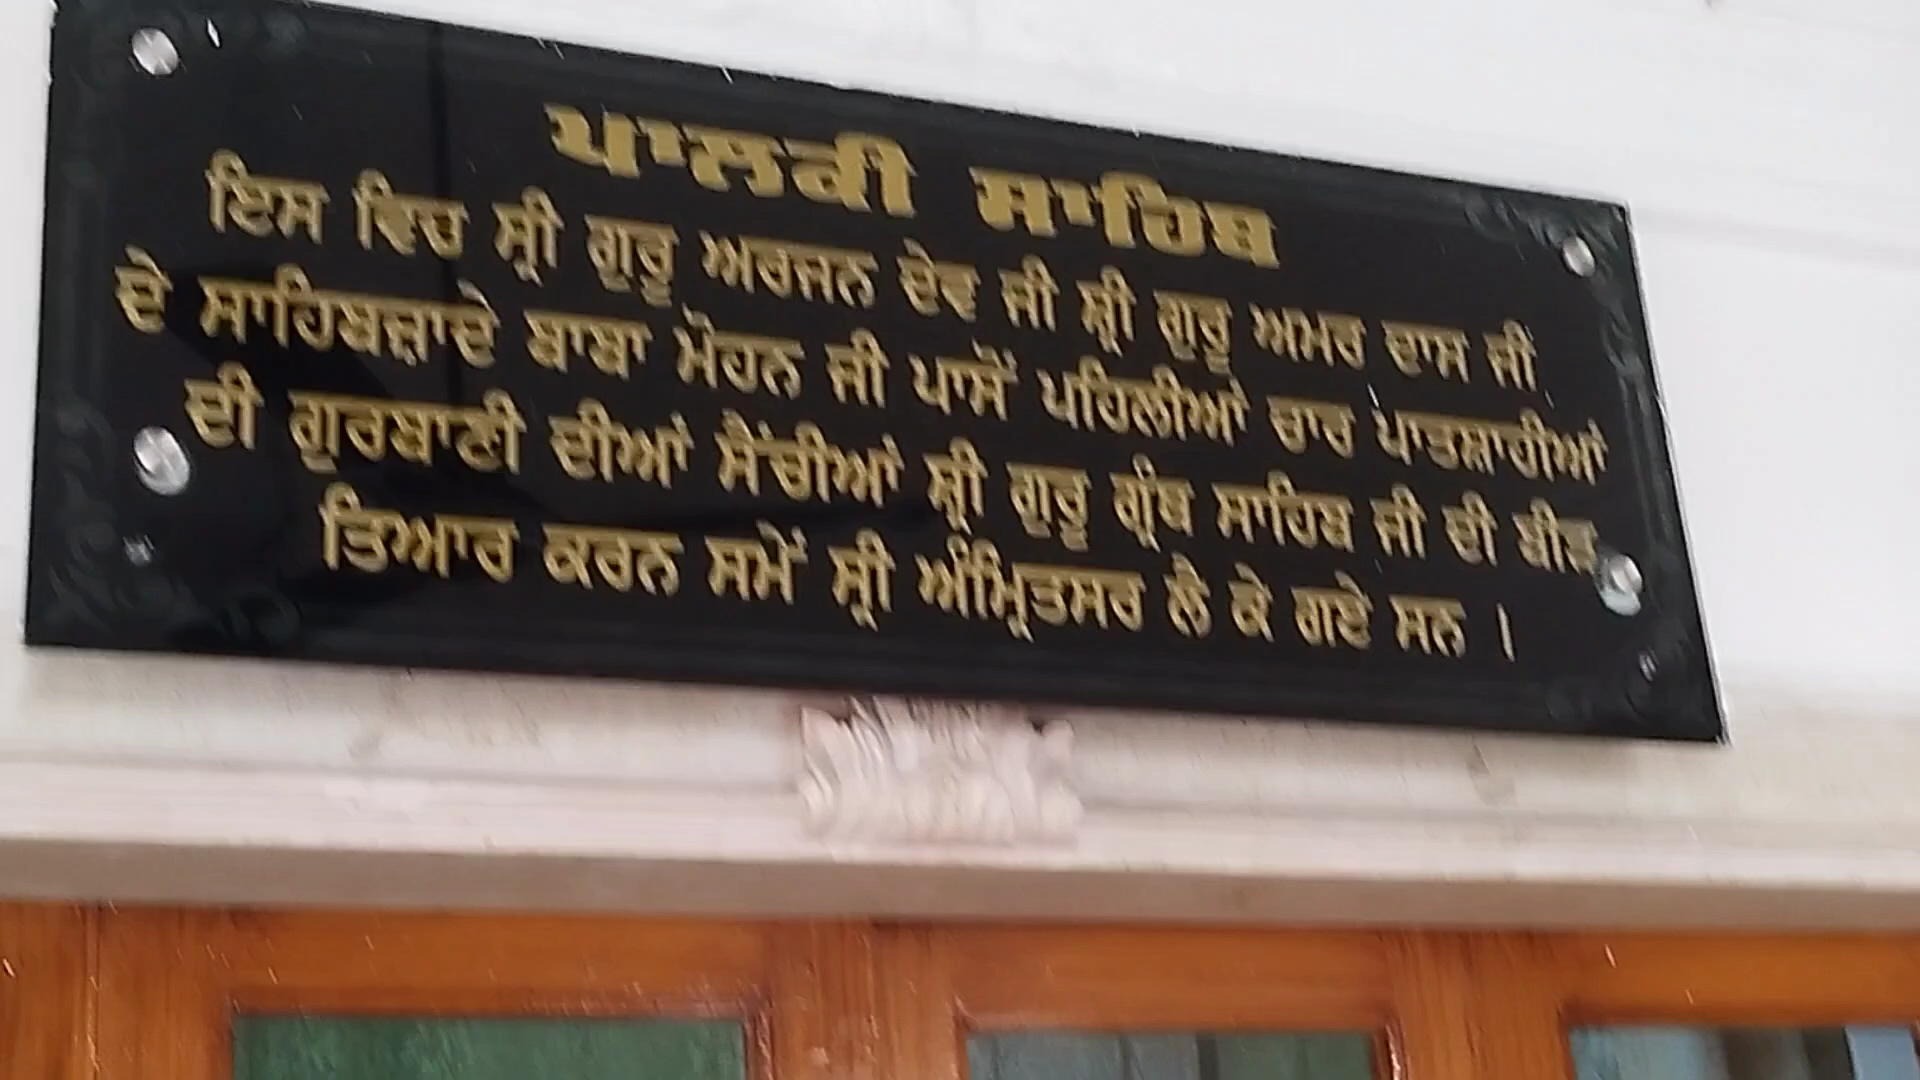 ਪਾਲਕੀ ਸਾਹਿਬ
ਇਸ ਵਿਚ ਸ੍ਰੀ ਗੁਰੂ ਅਰਜਨ ਦੇਵ ਜੀ ਸ੍ਰੀ ਗੁਰੂ ਅਮਰ ਦਾਸ ਜੀ
ਦੇ ਸਾਹਿਬਜ਼ਾਦੇ ਬਾਬਾ ਮੋਹਨ ਜੀ ਪਾਸੋਂ ਪਹਿਲੀਆਂ ਚਾਰ ਪਾਤਸ਼ਾਹੀਆਂ
ਦੀ ਗੁਰਬਾਣੀ ਦੀਆਂ ਸੈਂਚੀਆਂ ਸ਼੍ਰੀ ਗੁਰੂ ਗ੍ਰੰਥ ਸਾਹਿਬ ਜੀ ਦੀ ਬੀੜ
ਤਿਆਰ ਕਰਨ ਸਮੇਂ ਸ੍ਰੀ ਅੰਮ੍ਰਿਤਸਰ ਲੈ ਕੇ ਗਏ ਸਨ ।